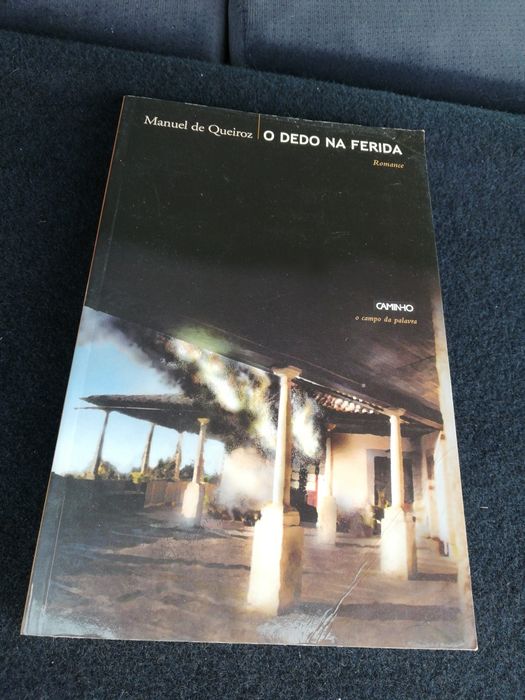 Manuel de Queiroz | O DEDO NA FERIDA
Romance
CAMINHO
o campo da palavra